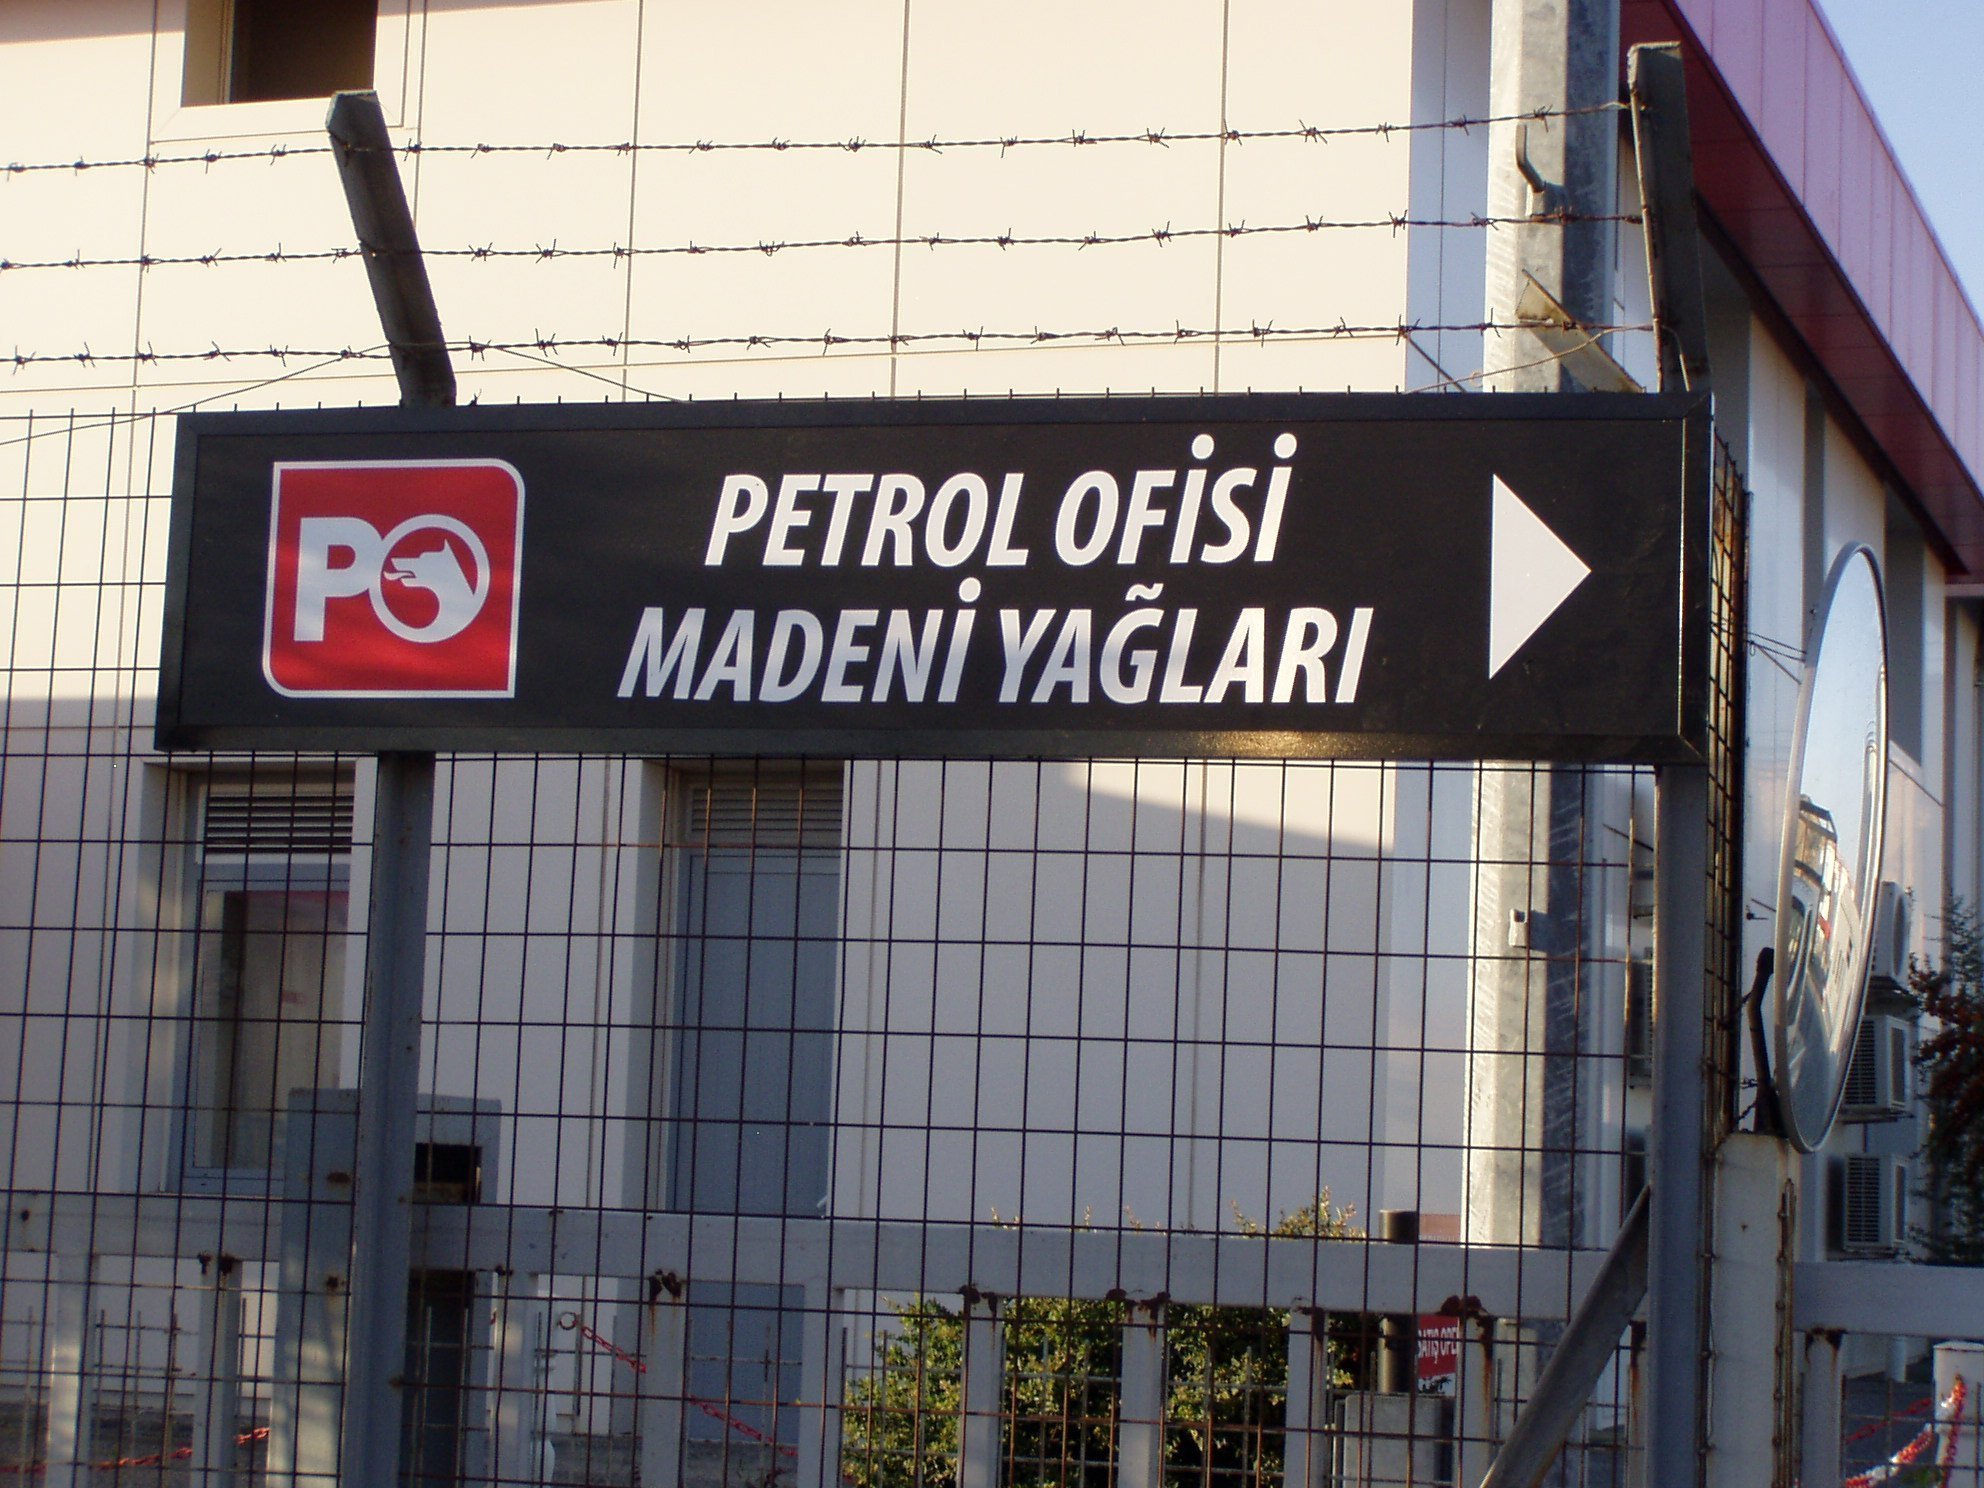 PO
PETROL OFİSİ
MADENİ YAĞLARI